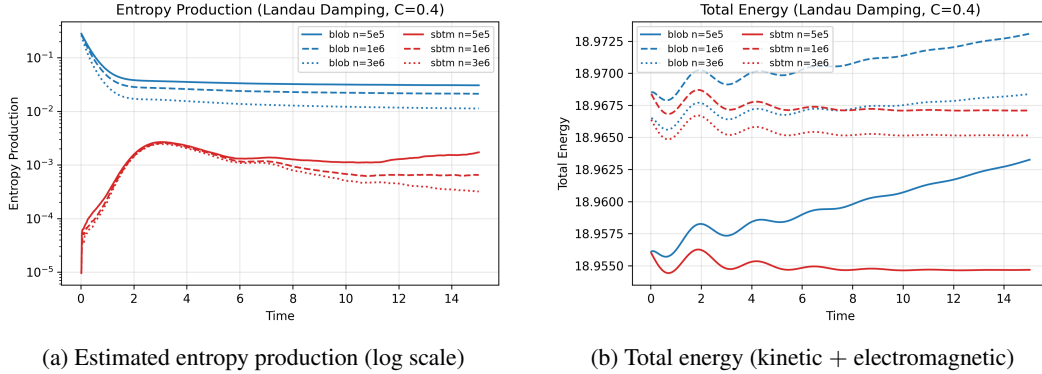 Entropy Production (Landau Damping, C=0.4)
blob n=5e5
blob n=1e6
blob n=3e6
sbtm n=5e5
sbtm n=1e6
sbtm n=3e6
10⁻¹
10⁻²
10⁻³
10⁻⁴
10⁻⁵
Entropy Production
0 2 4 6 8 10 12 14
Time
(a) Estimated entropy production (log scale)
Total Energy (Landau Damping, C=0.4)
blob n=5e5
blob n=1e6
blob n=3e6
sbtm n=5e5
sbtm n=1e6
sbtm n=3e6
18.9725
18.9700
18.9675
18.9650
18.9625
18.9600
18.9575
18.9550
Total Energy
0 2 4 6 8 10 12 14
Time
(b) Total energy (kinetic + electromagnetic)